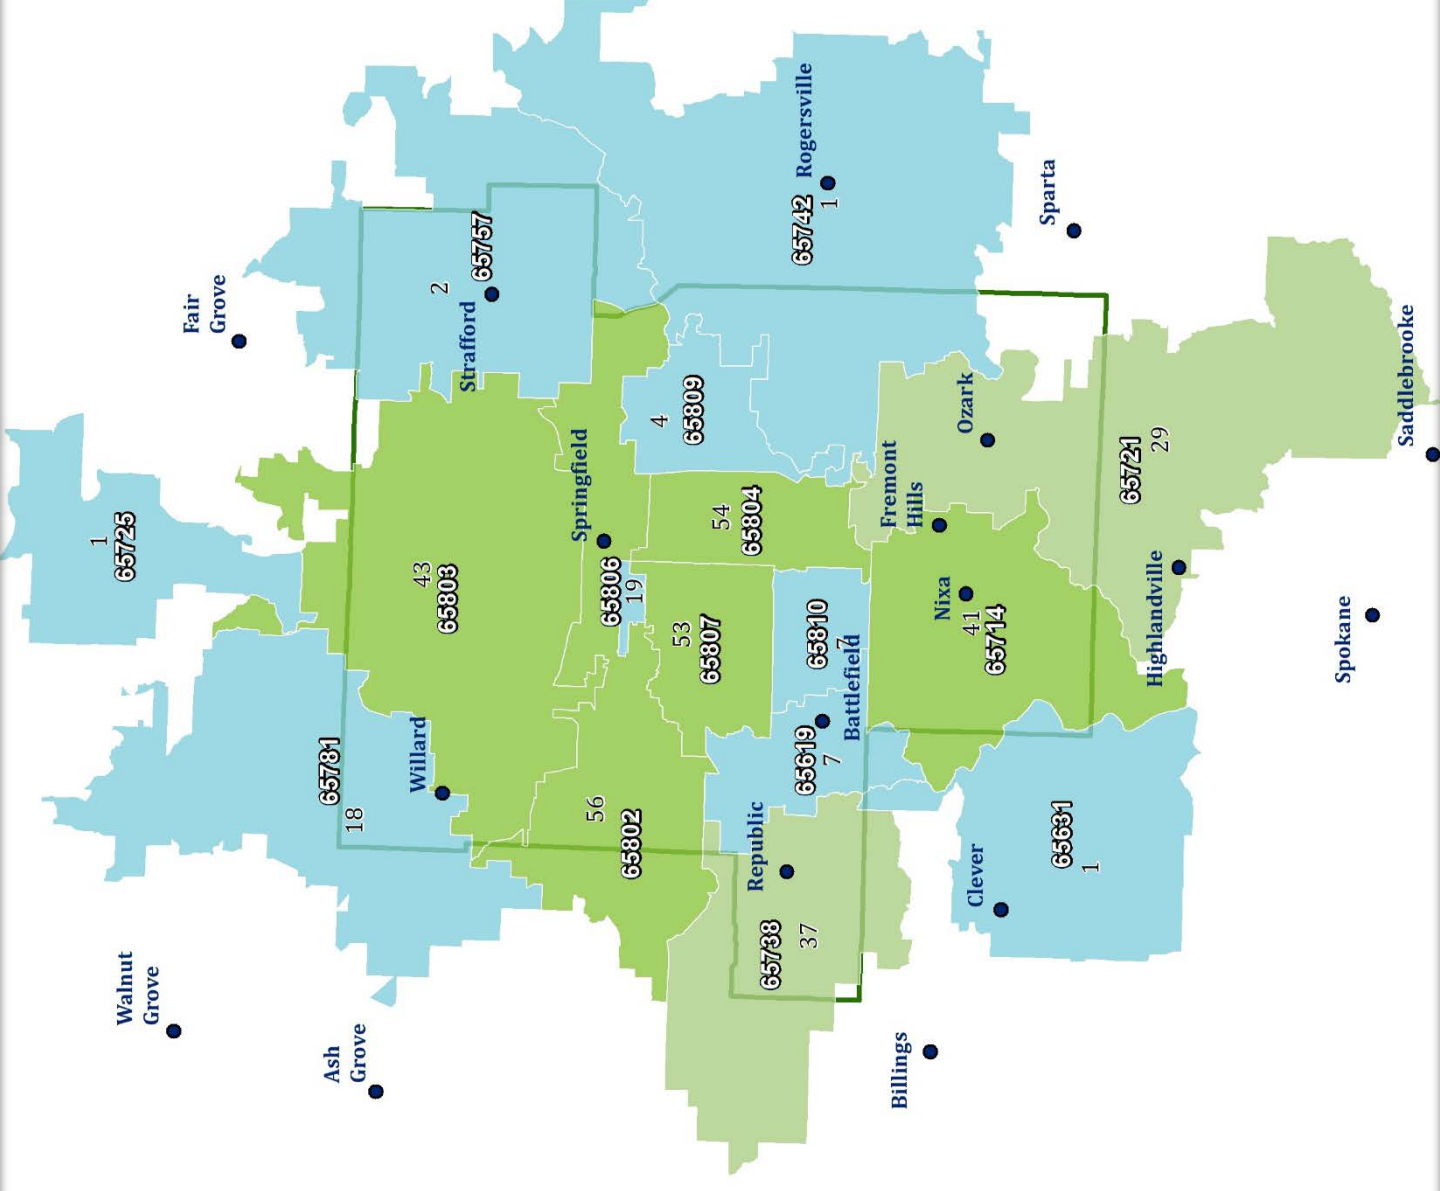 Fair
Grove
1
65725
Walnut
Grove
Ash
Grove
65781
18
Willard
43
65803
2
65757
Strafford
Springfield
65806
19
56
65802
4
65809
54
65804
53
65807
65742
1
Rogersville
Sparta
65810
7
Battlefield
65619
7
Republic
65738
37
Billings
Fremont
Hills
Ozark
Nixa
41
65714
65721
29
Highlandville
Clever
65631
1
Saddlebrooke
Spokane